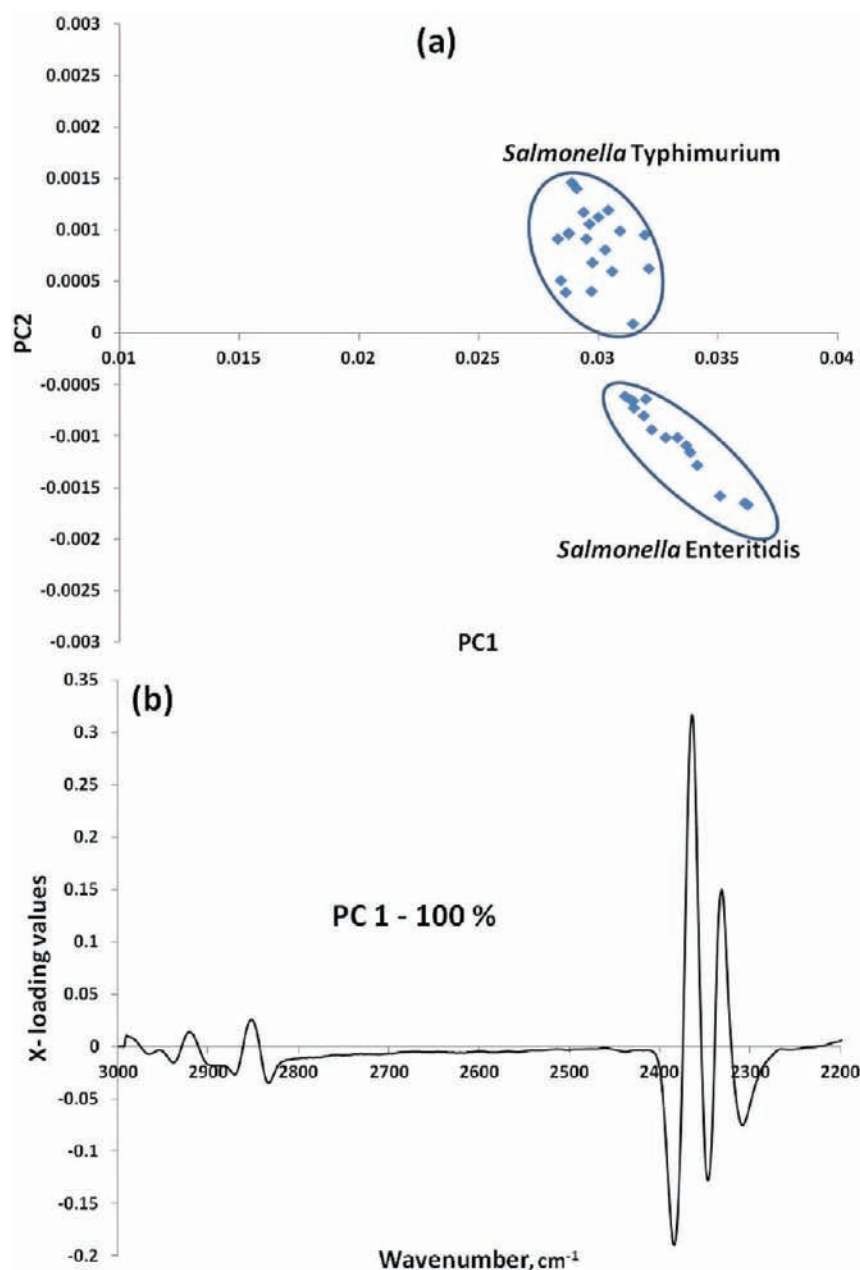 (a)
0.003
0.0025
0.002
0.0015
0.001
0.0005
0
-0.0005
-0.001
-0.0015
-0.002
-0.0025
-0.003
PC2
Salmonella Typhimurium
0.01 0.015 0.02 0.025 0.03 0.035 0.04
Salmonella Enteritidis
PC1
(b)
0.35
0.3
0.25
0.2
0.15
0.1
0.05
0
-0.05
-0.1
-0.15
-0.2
X- loading values
PC 1 - 100 %
3000 2900 2800 2700 2600 2500 2400 2300 2200
Wavenumber, cm⁻¹